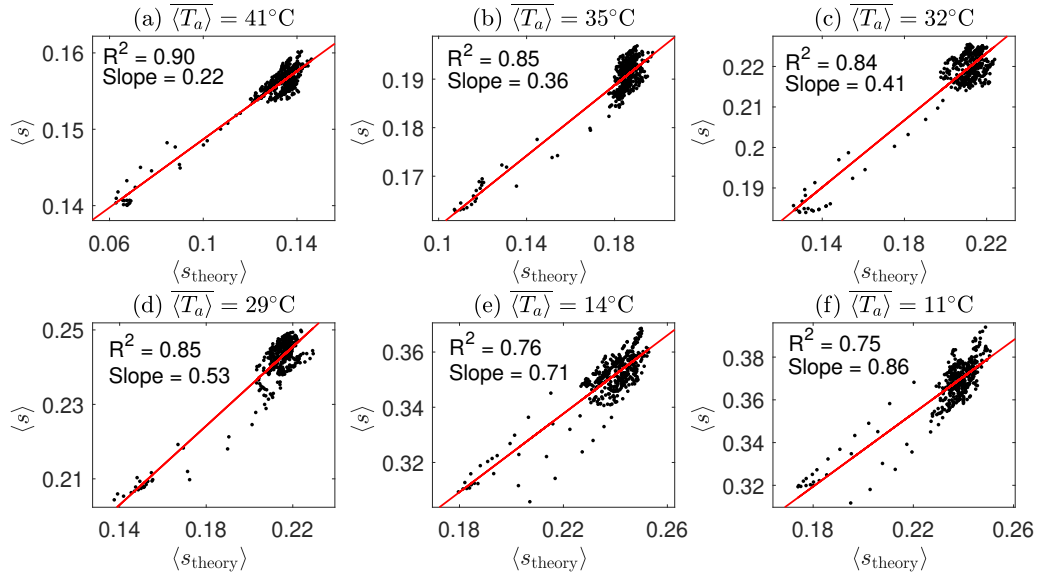 (a) ⟨Tₐ⟩ = 41°C
R² = 0.90
Slope = 0.22
0.16
0.15
0.14
⟨s⟩
0.06 0.1 0.14
⟨s_theory⟩
(b) ⟨Tₐ⟩ = 35°C
R² = 0.85
Slope = 0.36
0.19
0.18
0.17
⟨s⟩
0.1 0.14 0.18
⟨s_theory⟩
(c) ⟨Tₐ⟩ = 32°C
R² = 0.84
Slope = 0.41
0.22
0.21
0.2
0.19
⟨s⟩
0.14 0.18 0.22
⟨s_theory⟩
(d) ⟨Tₐ⟩ = 29°C
R² = 0.85
Slope = 0.53
0.25
0.23
0.21
⟨s⟩
0.14 0.18 0.22
⟨s_theory⟩
(e) ⟨Tₐ⟩ = 14°C
R² = 0.76
Slope = 0.71
0.36
0.34
0.32
⟨s⟩
0.18 0.22 0.26
⟨s_theory⟩
(f) ⟨Tₐ⟩ = 11°C
R² = 0.75
Slope = 0.86
0.38
0.36
0.34
0.32
⟨s⟩
0.18 0.22 0.26
⟨s_theory⟩